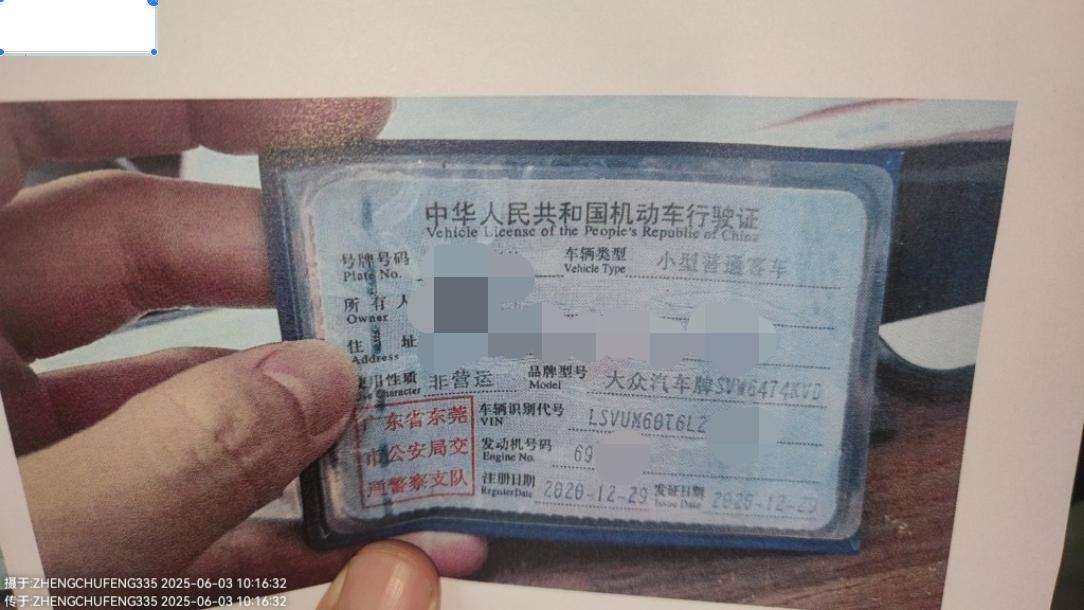 中华人民共和国机动车行驶证
Vehicle License of the People's Republic of China
号牌号码
Plate No.
车辆类型 小型普通客车
Vehicle Type
所有人
Owner
住址
Address
使用性质 非营运
Use Character
品牌型号 大众汽车牌SVW6474KVD
Model
广东省东莞
市公安局交
通警察支队
车辆识别代号 LSVUM60T6L2
VIN
发动机号码 69
Engine No.
注册日期 2020-12-29
Register Date
发证日期 2020-12-29
Issue Date
摄于:ZHENGCHUFENG335 2025-06-03 10:16:32
传于:ZHENGCHUFENG335 2025-06-03 10:16:32